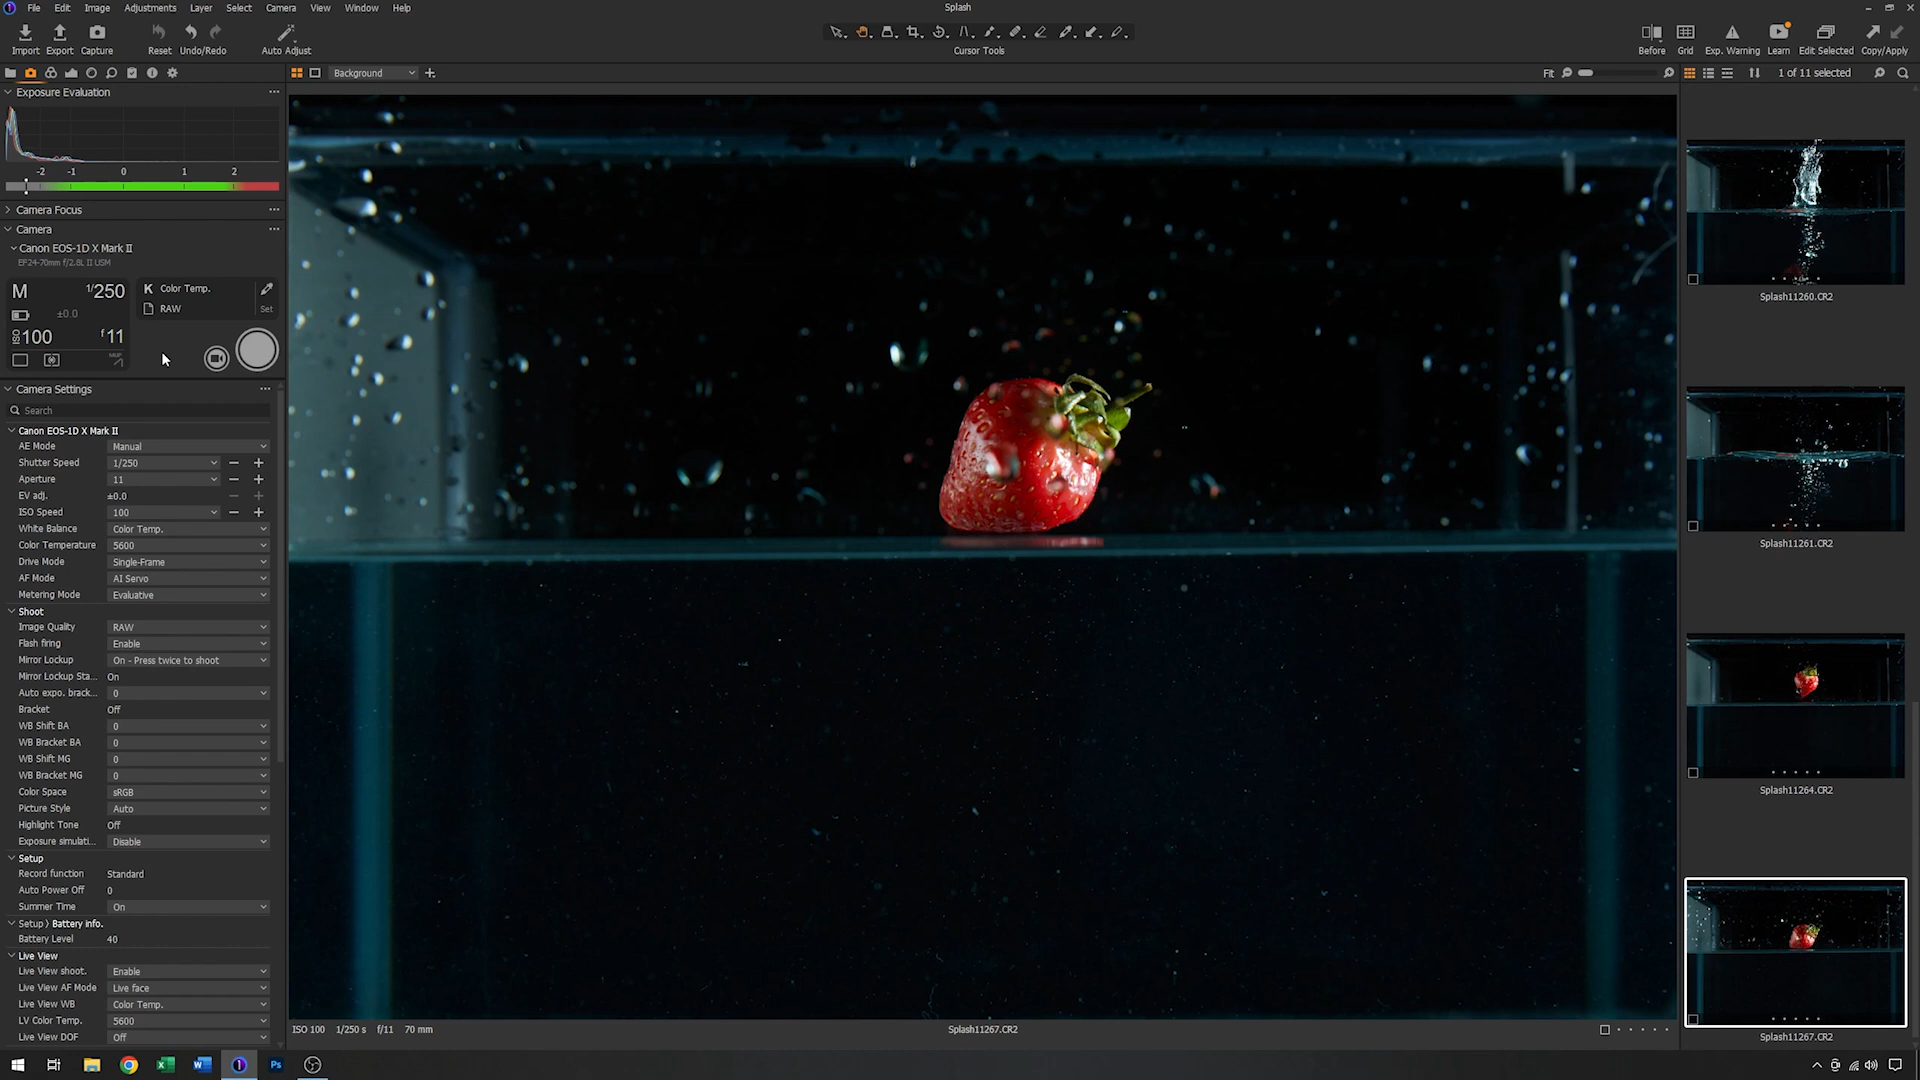 File Edit Image Adjustments Layer Select Camera View Window Help
Splash
Import Export Capture Reset Undo/Redo Auto Adjust
Cursor Tools
Before Grid Exp. Warning Learn Edit Selected Copy/Apply
Background
Fit
1 of 11 selected
Exposure Evaluation
-2 -1 0 1 2
Camera Focus
Camera
Canon EOS-1D X Mark II
EF24-70mm f/2.8L II USM
M 1/250
±0.0
ISO 100 f 11
K Color Temp.
RAW Set
Camera Settings
Search
Canon EOS-1D X Mark II
AE Mode Manual
Shutter Speed 1/250
Aperture 11
EV adj. ±0.0
ISO Speed 100
White Balance Color Temp.
Color Temperature 5600
Drive Mode Single-Frame
AF Mode AI Servo
Metering Mode Evaluative
Shoot
Image Quality RAW
Flash firing Enable
Mirror Lockup On - Press twice to shoot
Mirror Lockup Sta... On
Auto expo. brack... 0
Bracket Off
WB Shift BA 0
WB Bracket BA 0
WB Shift MG 0
WB Bracket MG 0
Color Space sRGB
Picture Style Auto
Highlight Tone Off
Exposure simulati... Disable
Setup
Record function Standard
Auto Power Off 0
Summer Time On
Setup ⟩ Battery info.
Battery Level 40
Live View
Live View shoot. Enable
Live View AF Mode Live face
Live View WB Color Temp.
LV Color Temp. 5600
Live View DOF Off
ISO 100 1/250 s f/11 70 mm
Splash11267.CR2
Splash11260.CR2
Splash11261.CR2
Splash11264.CR2
Splash11267.CR2